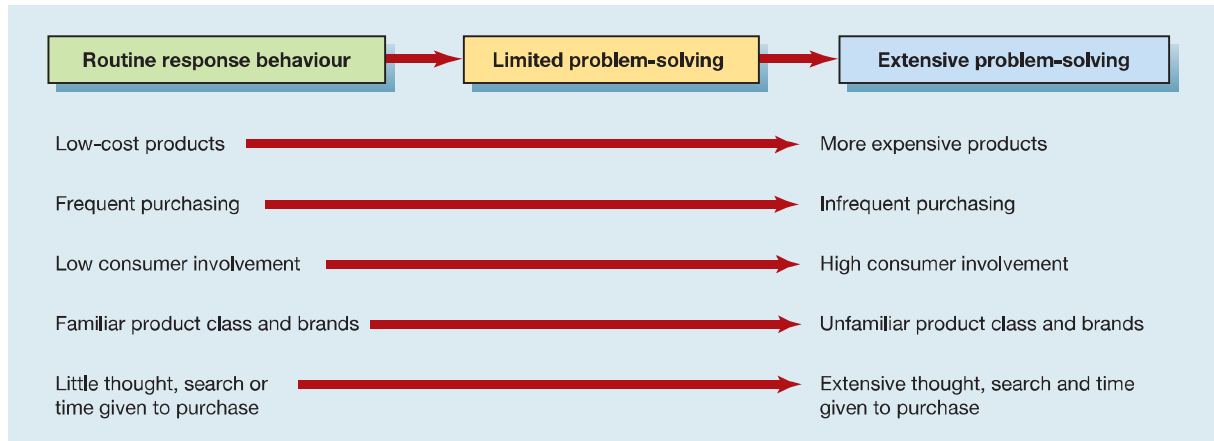 Routine response behaviour
Limited problem-solving
Extensive problem-solving
Low-cost products
More expensive products
Frequent purchasing
Infrequent purchasing
Low consumer involvement
High consumer involvement
Familiar product class and brands
Unfamiliar product class and brands
Little thought, search or
time given to purchase
Extensive thought, search and time
given to purchase